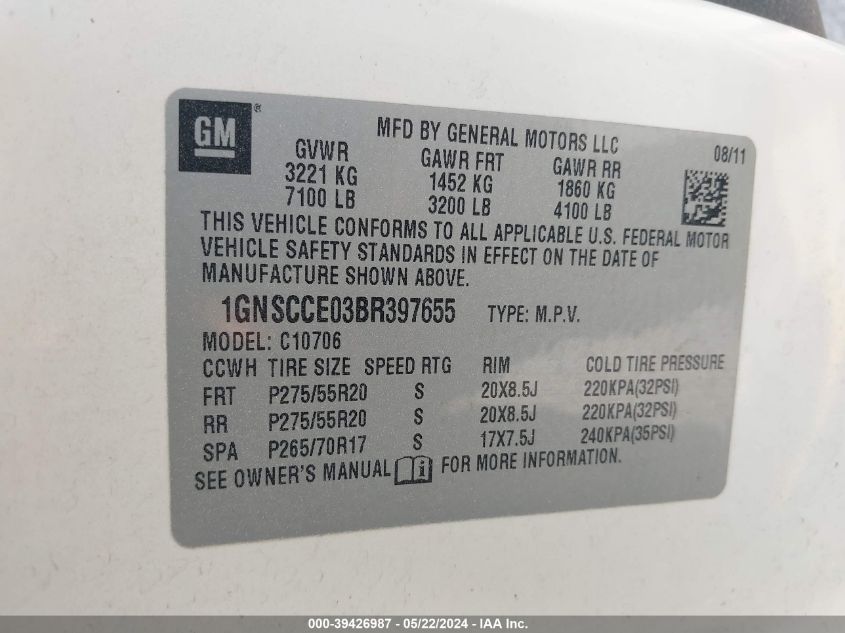 GM ®
MFD BY GENERAL MOTORS LLC
08/11
GVWR GAWR FRT GAWR RR
3221 KG 1452 KG 1860 KG
7100 LB 3200 LB 4100 LB
THIS VEHICLE CONFORMS TO ALL APPLICABLE U.S. FEDERAL MOTOR
VEHICLE SAFETY STANDARDS IN EFFECT ON THE DATE OF
MANUFACTURE SHOWN ABOVE.
1GNSCCE03BR397655 TYPE: M.P.V.
MODEL: C10706
CCWH TIRE SIZE SPEED RTG RIM COLD TIRE PRESSURE
FRT P275/55R20 S 20X8.5J 220KPA(32PSI)
RR P275/55R20 S 20X8.5J 220KPA(32PSI)
SPA P265/70R17 S 17X7.5J 240KPA(35PSI)
SEE OWNER'S MANUAL i FOR MORE INFORMATION.
000-39426987 - 05/22/2024 - IAA Inc.